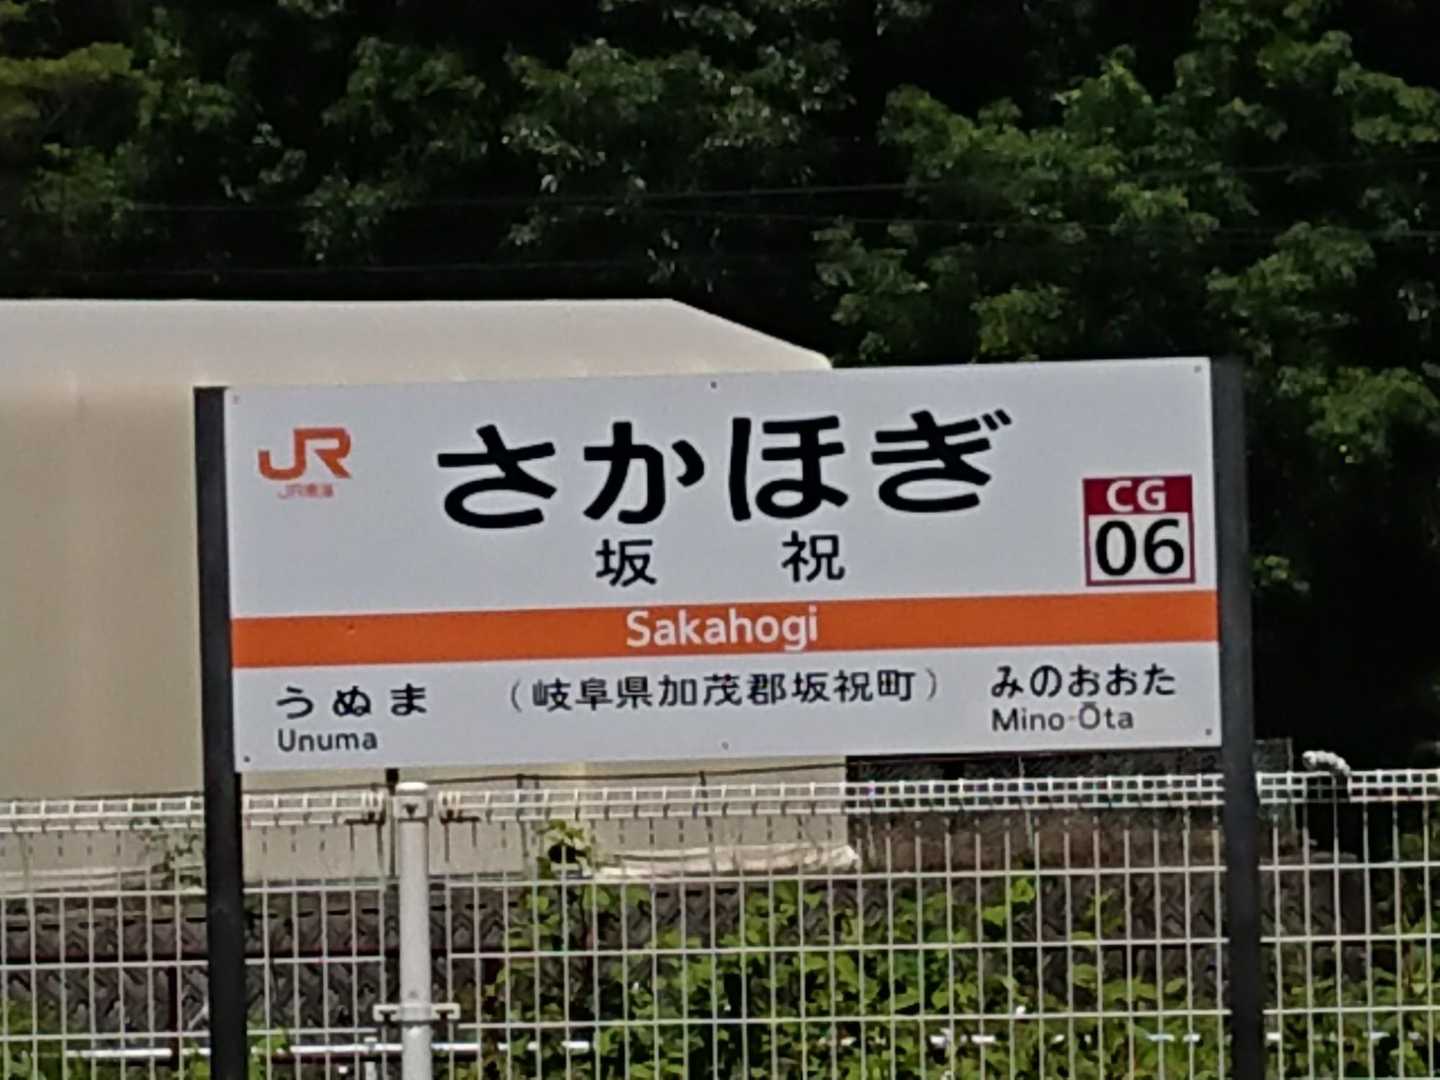 JR
JR東海
さかほぎ
坂 祝
CG
06
Sakahogi
うぬま
Unuma
（岐阜県加茂郡坂祝町）
みのおおた
Mino-Ōta